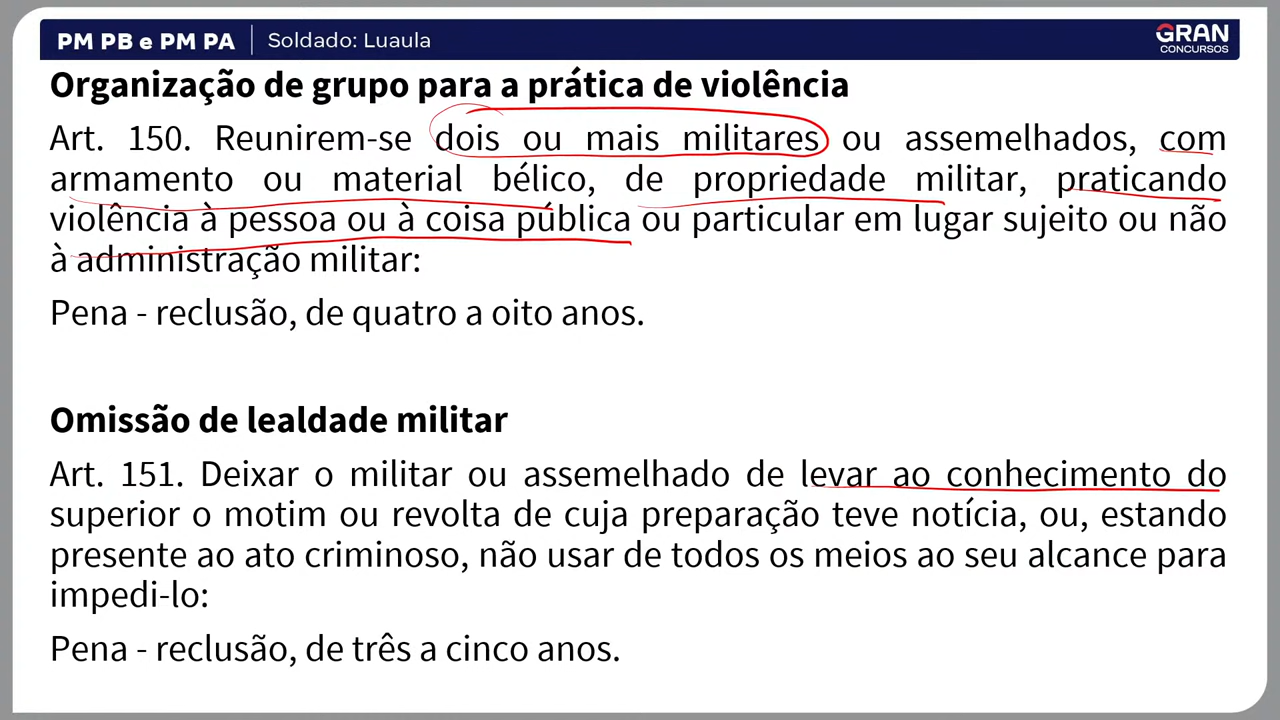 PM PB e PM PA | Soldado: Luaula
GRAN
CONCURSOS
Organização de grupo para a prática de violência
Art. 150. Reunirem-se dois ou mais militares ou assemelhados, com
armamento ou material bélico, de propriedade militar, praticando
violência à pessoa ou à coisa pública ou particular em lugar sujeito ou não
à administração militar:
Pena - reclusão, de quatro a oito anos.
Omissão de lealdade militar
Art. 151. Deixar o militar ou assemelhado de levar ao conhecimento do
superior o motim ou revolta de cuja preparação teve notícia, ou, estando
presente ao ato criminoso, não usar de todos os meios ao seu alcance para
impedi-lo:
Pena - reclusão, de três a cinco anos.